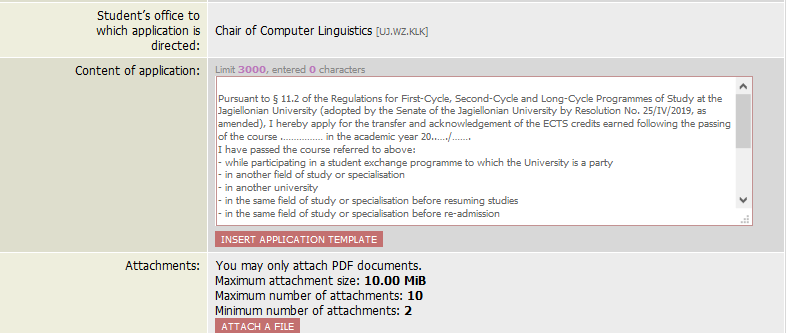 Student's office to
which application is
directed:
Chair of Computer Linguistics [UJ.WZ.KLK]
Content of application:
Limit 3000, entered 0 characters
Pursuant to § 11.2 of the Regulations for First-Cycle, Second-Cycle and Long-Cycle Programmes of Study at the
Jagiellonian University (adopted by the Senate of the Jagiellonian University by Resolution No. 25/IV/2019, as
amended), I hereby apply for the transfer and acknowledgement of the ECTS credits earned following the passing
of the course ................ in the academic year 20...../......
I have passed the course referred to above:
- while participating in a student exchange programme to which the University is a party
- in another field of study or specialisation
- in another university
- in the same field of study or specialisation before resuming studies
- in the same field of study or specialisation before re-admission
INSERT APPLICATION TEMPLATE
Attachments:
You may only attach PDF documents.
Maximum attachment size: 10.00 MiB
Maximum number of attachments: 10
Minimum number of attachments: 2
ATTACH A FILE